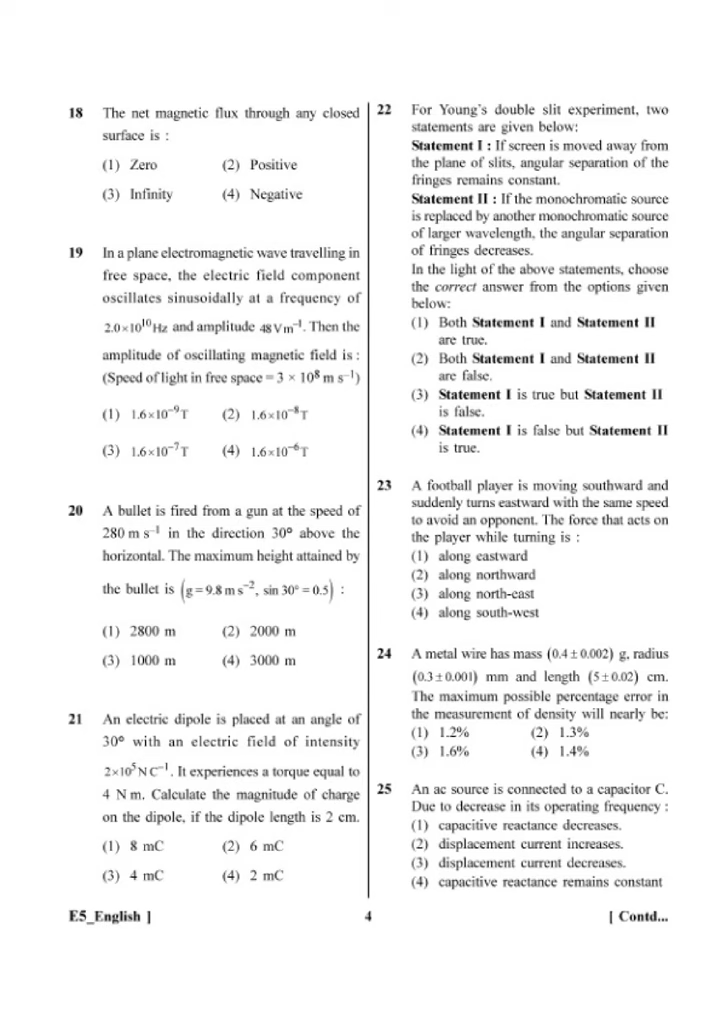 18 The net magnetic flux through any closed
surface is :
(1) Zero (2) Positive
(3) Infinity (4) Negative
19 In a plane electromagnetic wave travelling in
free space, the electric field component
oscillates sinusoidally at a frequency of
2.0×10¹⁰Hz and amplitude 48Vm⁻¹. Then the
amplitude of oscillating magnetic field is :
(Speed of light in free space = 3 × 10⁸ m s⁻¹)
(1) 1.6×10⁻⁹T (2) 1.6×10⁻⁸T
(3) 1.6×10⁻⁷T (4) 1.6×10⁻⁶T
20 A bullet is fired from a gun at the speed of
280 m s⁻¹ in the direction 30° above the
horizontal. The maximum height attained by
the bullet is (g = 9.8 m s⁻², sin 30° = 0.5) :
(1) 2800 m (2) 2000 m
(3) 1000 m (4) 3000 m
21 An electric dipole is placed at an angle of
30° with an electric field of intensity
2×10⁵NC⁻¹. It experiences a torque equal to
4 N m. Calculate the magnitude of charge
on the dipole, if the dipole length is 2 cm.
(1) 8 mC (2) 6 mC
(3) 4 mC (4) 2 mC
22 For Young's double slit experiment, two
statements are given below:
Statement I : If screen is moved away from
the plane of slits, angular separation of the
fringes remains constant.
Statement II : If the monochromatic source
is replaced by another monochromatic source
of larger wavelength, the angular separation
of fringes decreases.
In the light of the above statements, choose
the correct answer from the options given
below:
(1) Both Statement I and Statement II
are true.
(2) Both Statement I and Statement II
are false.
(3) Statement I is true but Statement II
is false.
(4) Statement I is false but Statement II
is true.
23 A football player is moving southward and
suddenly turns eastward with the same speed
to avoid an opponent. The force that acts on
the player while turning is :
(1) along eastward
(2) along northward
(3) along north-east
(4) along south-west
24 A metal wire has mass (0.4 ± 0.002) g, radius
(0.3 ± 0.001) mm and length (5 ± 0.02) cm.
The maximum possible percentage error in
the measurement of density will nearly be:
(1) 1.2% (2) 1.3%
(3) 1.6% (4) 1.4%
25 An ac source is connected to a capacitor C.
Due to decrease in its operating frequency :
(1) capacitive reactance decreases.
(2) displacement current increases.
(3) displacement current decreases.
(4) capacitive reactance remains constant
E5_English ] 4 [ Contd...